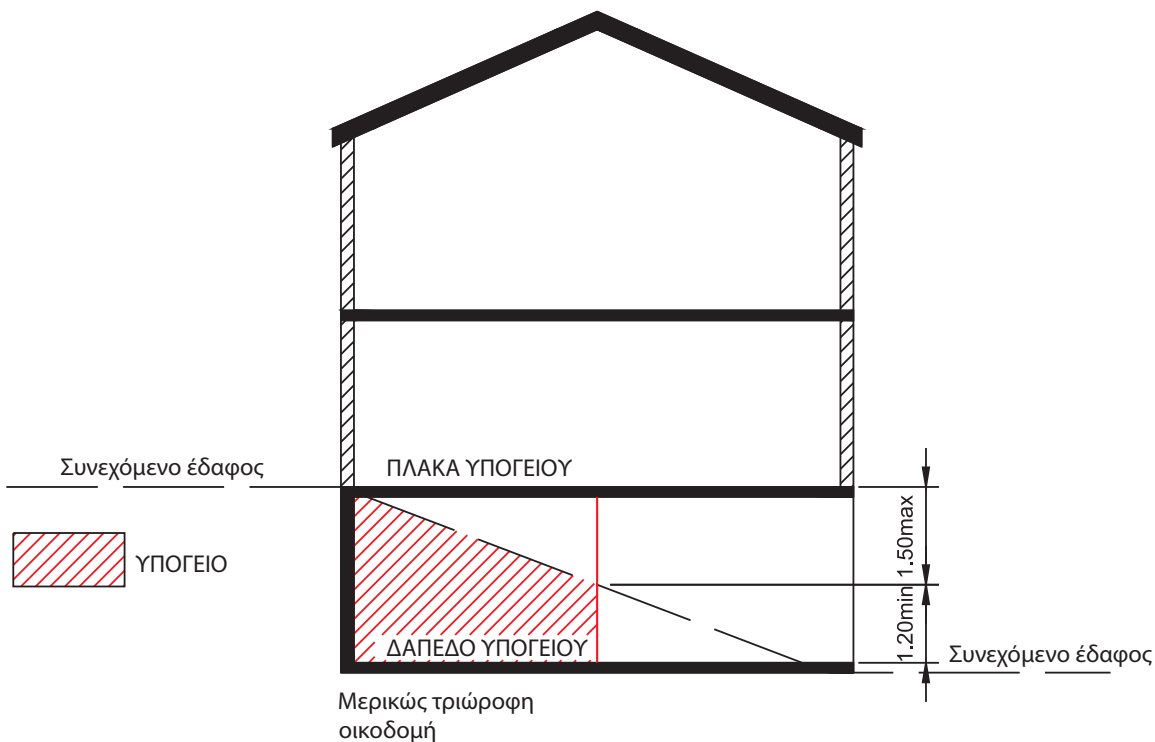 Συνεχόμενο έδαφος
ΠΛΑΚΑ ΥΠΟΓΕΙΟΥ
1.50max
ΥΠΟΓΕΙΟ
1.20min
ΔΑΠΕΔΟ ΥΠΟΓΕΙΟΥ
Συνεχόμενο έδαφος
Μερικώς τριώροφη
οικοδομή